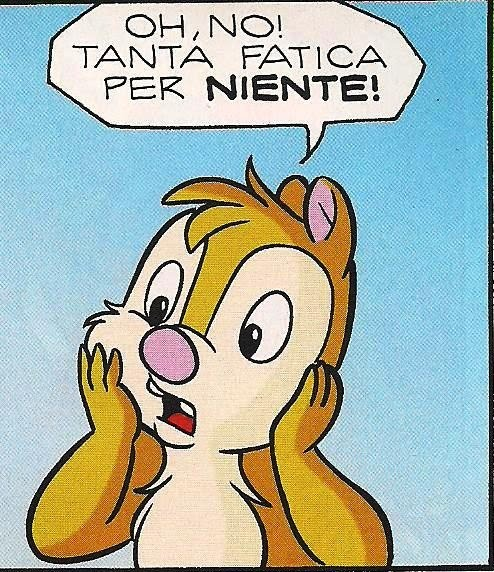 OH, NO!
TANTA FATICA
PER NIENTE!